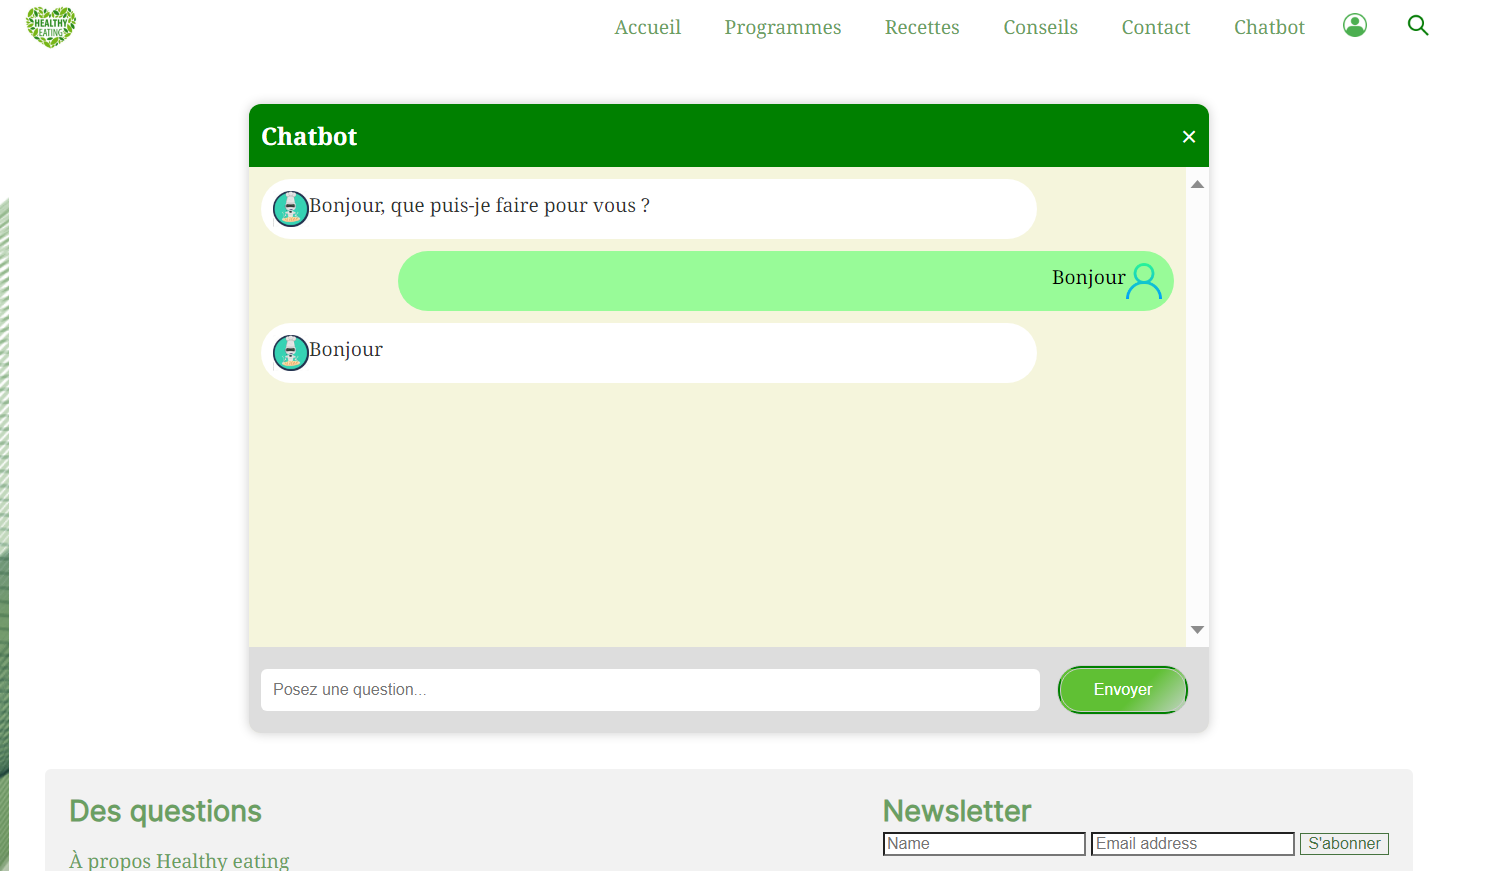 HEALTHY
EATING
Accueil Programmes Recettes Conseils Contact Chatbot
Chatbot ×
Bonjour, que puis-je faire pour vous ?
Bonjour
Bonjour
Posez une question... Envoyer
Des questions
À propos Healthy eating
Newsletter
Name Email address S'abonner